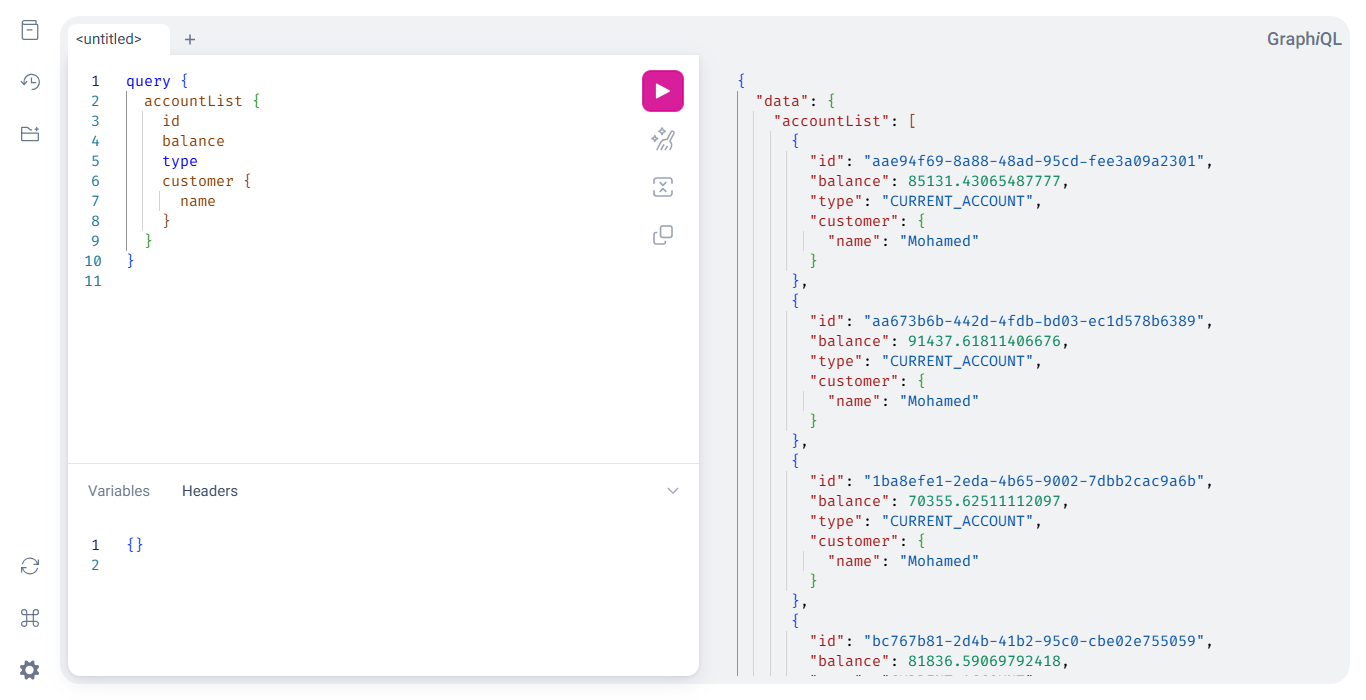 <untitled>
+
GraphiQL
1 query {
2 accountList {
3 id
4 balance
5 type
6 customer {
7 name
8 }
9 }
10 }
11
Variables Headers
1 {}
2
{
"data": {
"accountList": [
{
"id": "aae94f69-8a88-48ad-95cd-fee3a09a2301",
"balance": 85131.43065487777,
"type": "CURRENT_ACCOUNT",
"customer": {
"name": "Mohamed"
}
},
{
"id": "aa673b6b-442d-4fdb-bd03-ec1d578b6389",
"balance": 91437.61811406676,
"type": "CURRENT_ACCOUNT",
"customer": {
"name": "Mohamed"
}
},
{
"id": "1ba8efe1-2eda-4b65-9002-7dbb2cac9a6b",
"balance": 70355.62511112097,
"type": "CURRENT_ACCOUNT",
"customer": {
"name": "Mohamed"
}
},
{
"id": "bc767b81-2d4b-41b2-95c0-cbe02e755059",
"balance": 81836.59069792418,